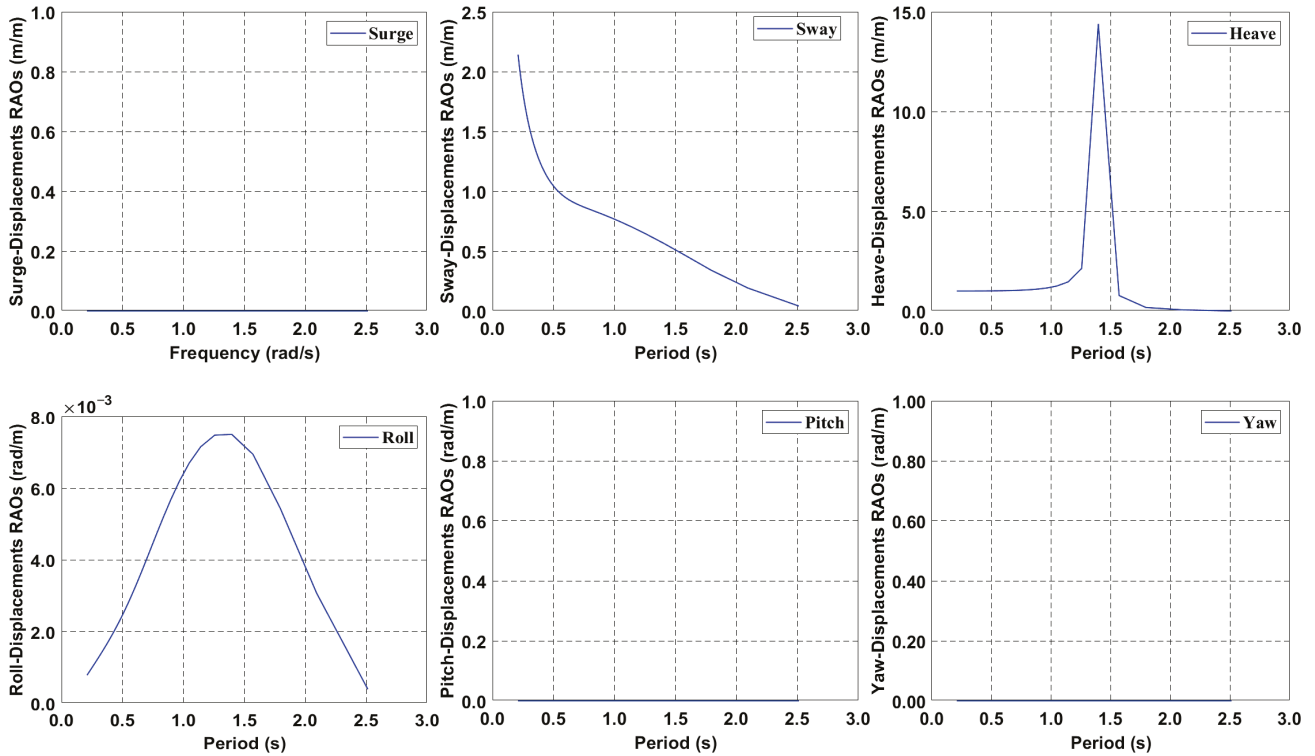 Surge-Displacements RAOs (m/m)
1.0
0.8
0.6
0.4
0.2
0.0
0.0 0.5 1.0 1.5 2.0 2.5 3.0
Frequency (rad/s)
Surge
Sway-Displacements RAOs (m/m)
2.5
2.0
1.5
1.0
0.5
0.0
0.0 0.5 1.0 1.5 2.0 2.5 3.0
Period (s)
Sway
Heave-Displacements RAOs (m/m)
15.0
10.0
5.0
0.0
0.0 0.5 1.0 1.5 2.0 2.5 3.0
Period (s)
Heave
Roll-Displacements RAOs (rad/m)
×10⁻³
8.0
6.0
4.0
2.0
0.0
0.0 0.5 1.0 1.5 2.0 2.5 3.0
Period (s)
Roll
Pitch-Displacements RAOs (rad/m)
1.0
0.80
0.60
0.40
0.2
0.0
0.0 0.5 1.0 1.5 2.0 2.5 3.0
Period (s)
Pitch
Yaw-Displacements RAOs (rad/m)
1.00
0.80
0.60
0.40
0.20
0.0
0.0 0.5 1.0 1.5 2.0 2.5 3.0
Period (s)
Yaw